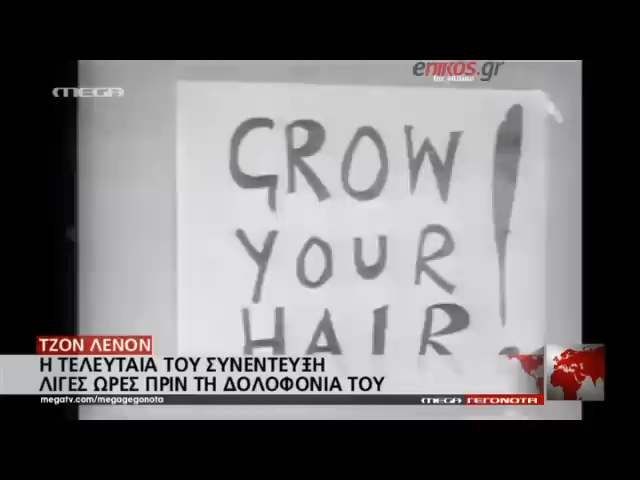 enikos.gr
MEGA
GROW
YOUR
HAIR!
ΤΖΟΝ ΛΕΝΟΝ
Η ΤΕΛΕΥΤΑΙΑ ΤΟΥ ΣΥΝΕΝΤΕΥΞΗ
ΛΙΓΕΣ ΩΡΕΣ ΠΡΙΝ ΤΗ ΔΟΛΟΦΟΝΙΑ ΤΟΥ
megatv.com/megagegonota
MEGA ΓΕΓΟΝΟΤΑ